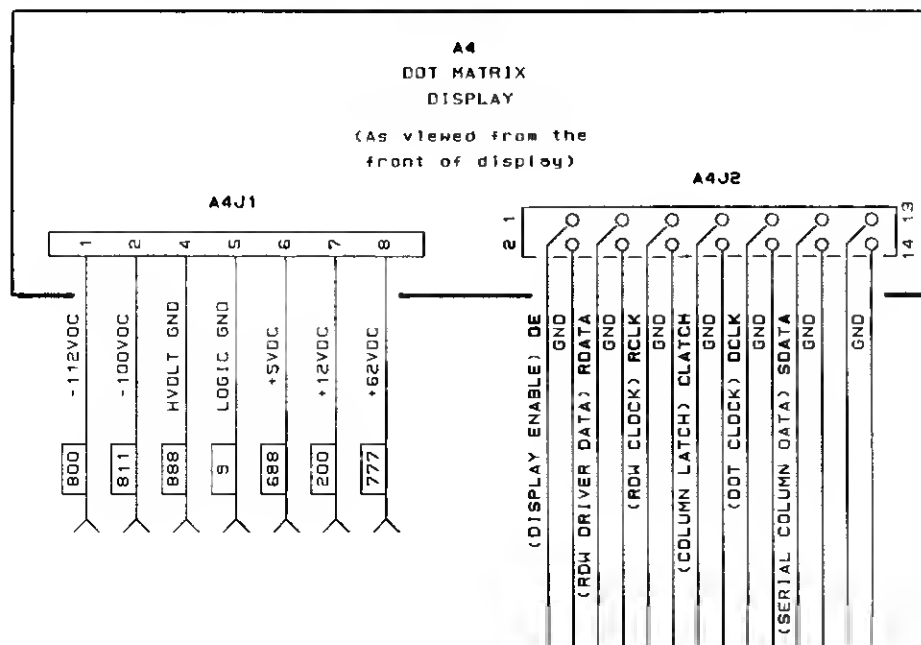 A4
DOT MATRIX
DISPLAY
(As viewed from the
front of display)
A4J1
A4J2
1
2
4
5
6
7
8
1
2
13
14
-112VDC
-100VDC
HVOLT GND
LOGIC GND
+5VDC
+12VDC
+62VDC
800
811
888
9
688
200
777
(DISPLAY ENABLE) DE
GND
(ROW DRIVER DATA) RDATA
GND
(ROW CLOCK) RCLK
GND
(COLUMN LATCH) CLATCH
GND
(DOT CLOCK) DCLK
GND
(SERIAL COLUMN DATA) SDATA
GND